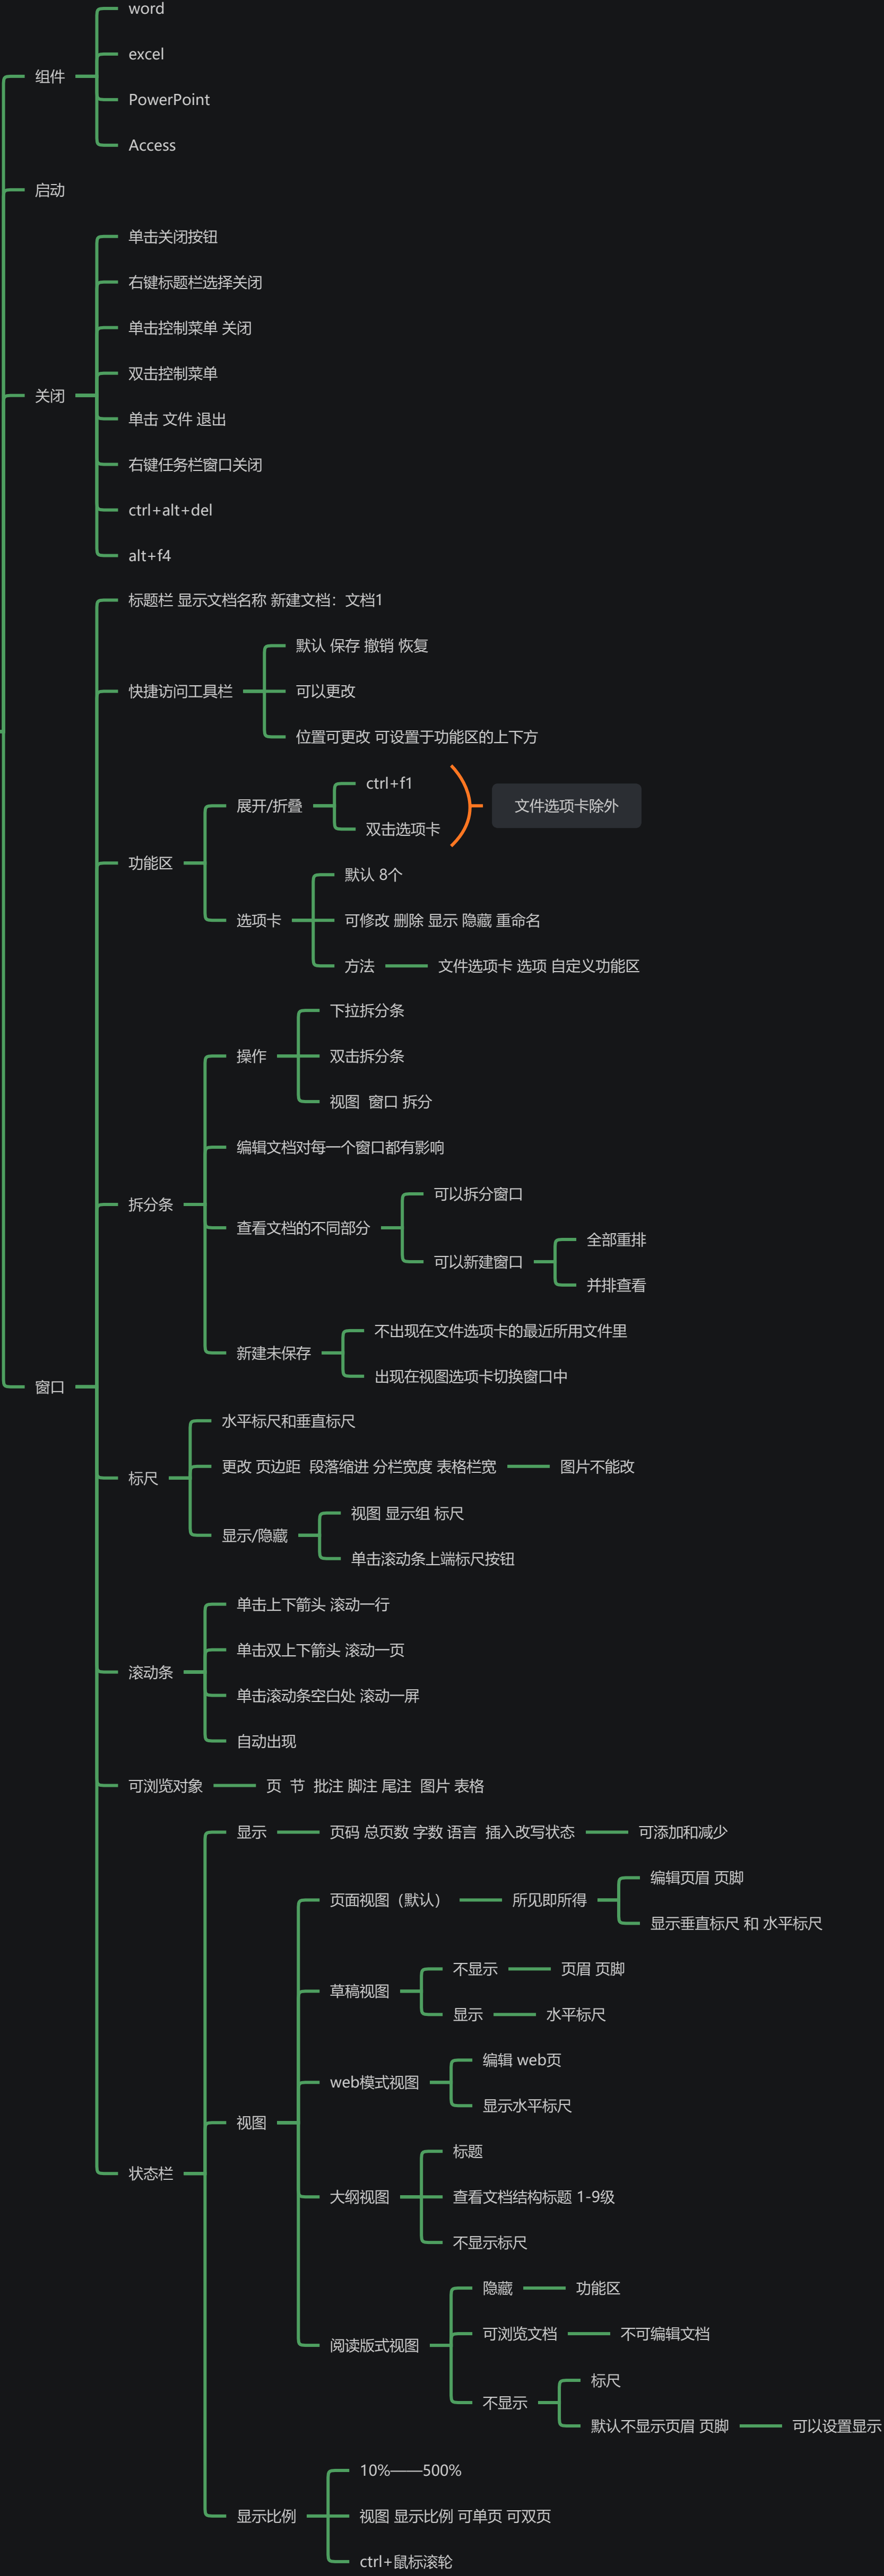 word
excel
组件
PowerPoint
Access
启动
单击关闭按钮
右键标题栏选择关闭
单击控制菜单 关闭
双击控制菜单
关闭
单击 文件 退出
右键任务栏窗口关闭
ctrl+alt+del
alt+f4
标题栏 显示文档名称 新建文档：文档1
默认 保存 撤销 恢复
快捷访问工具栏
可以更改
位置可更改 可设置于功能区的上下方
ctrl+f1
展开/折叠
文件选项卡除外
双击选项卡
功能区
默认 8个
选项卡
可修改 删除 显示 隐藏 重命名
方法
文件选项卡 选项 自定义功能区
下拉拆分条
操作
双击拆分条
视图 窗口 拆分
编辑文档对每一个窗口都有影响
拆分条
可以拆分窗口
查看文档的不同部分
全部重排
可以新建窗口
并排查看
不出现在文件选项卡的最近所用文件里
新建未保存
出现在视图选项卡切换窗口中
窗口
水平标尺和垂直标尺
更改 页边距 段落缩进 分栏宽度 表格栏宽
图片不能改
标尺
视图 显示组 标尺
显示/隐藏
单击滚动条上端标尺按钮
单击上下箭头 滚动一行
单击双上下箭头 滚动一页
滚动条
单击滚动条空白处 滚动一屏
自动出现
可浏览对象
页 节 批注 脚注 尾注 图片 表格
显示
页码 总页数 字数 语言 插入改写状态
可添加和减少
编辑页眉 页脚
页面视图（默认）
所见即所得
显示垂直标尺 和 水平标尺
不显示
页眉 页脚
草稿视图
显示
水平标尺
编辑 web页
web模式视图
显示水平标尺
视图
标题
状态栏
大纲视图
查看文档结构标题 1-9级
不显示标尺
隐藏
功能区
可浏览文档
不可编辑文档
阅读版式视图
标尺
不显示
默认不显示页眉 页脚
可以设置显示
10%——500%
显示比例
视图 显示比例 可单页 可双页
ctrl+鼠标滚轮